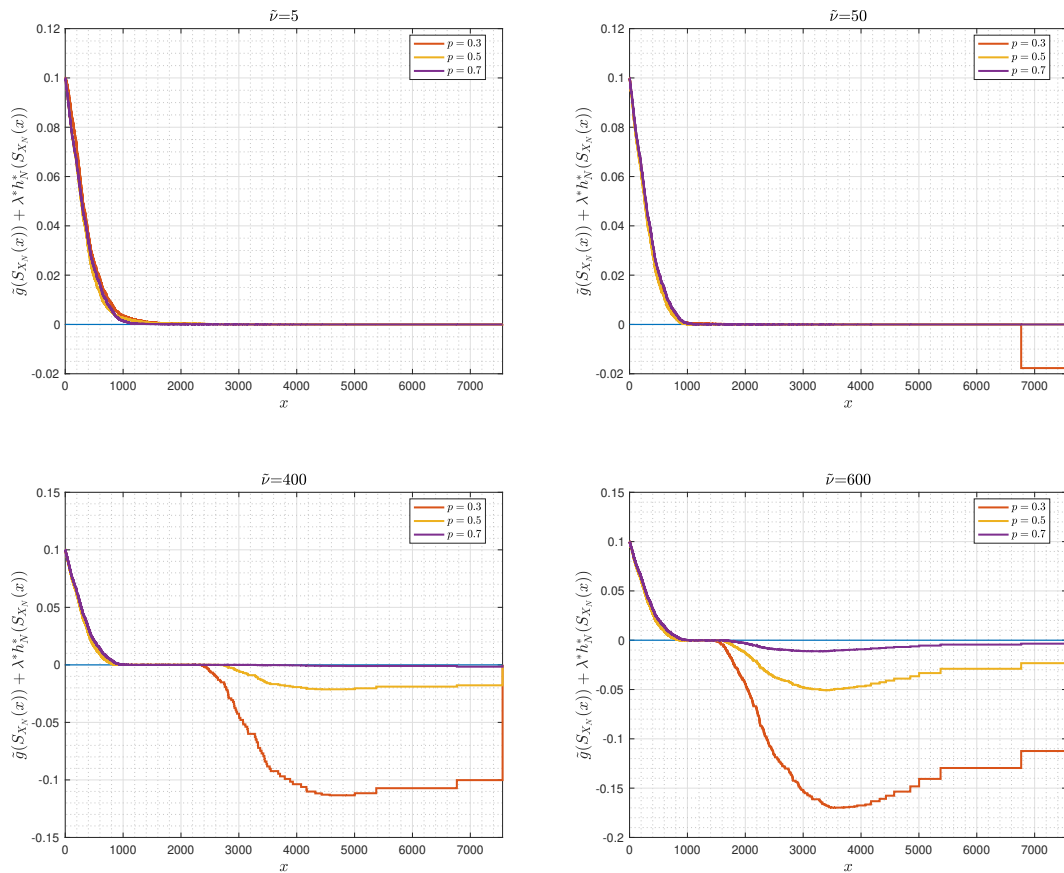 ν̃=5
p = 0.3
p = 0.5
p = 0.7
0.12
0.1
0.08
0.06
0.04
0.02
0
-0.02
0 1000 2000 3000 4000 5000 6000 7000
x
g̃(S_{X_N}(x)) + λ*h*_N(S_{X_N}(x))
ν̃=50
p = 0.3
p = 0.5
p = 0.7
0.12
0.1
0.08
0.06
0.04
0.02
0
-0.02
0 1000 2000 3000 4000 5000 6000 7000
x
g̃(S_{X_N}(x)) + λ*h*_N(S_{X_N}(x))
ν̃=400
p = 0.3
p = 0.5
p = 0.7
0.15
0.1
0.05
0
-0.05
-0.1
-0.15
0 1000 2000 3000 4000 5000 6000 7000
x
g̃(S_{X_N}(x)) + λ*h*_N(S_{X_N}(x))
ν̃=600
p = 0.3
p = 0.5
p = 0.7
0.15
0.1
0.05
0
-0.05
-0.1
-0.15
-0.2
0 1000 2000 3000 4000 5000 6000 7000
x
g̃(S_{X_N}(x)) + λ*h*_N(S_{X_N}(x))